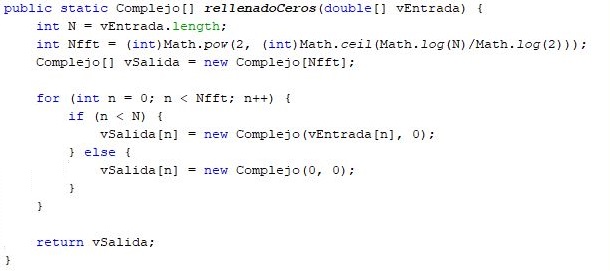 public static Complejo[] rellenadoCeros(double[] vEntrada) {
    int N = vEntrada.length;
    int Nfft = (int)Math.pow(2, (int)Math.ceil(Math.log(N)/Math.log(2)));
    Complejo[] vSalida = new Complejo[Nfft];

    for (int n = 0; n < Nfft; n++) {
        if (n < N) {
            vSalida[n] = new Complejo(vEntrada[n], 0);
        } else {
            vSalida[n] = new Complejo(0, 0);
        }
    }

    return vSalida;
}